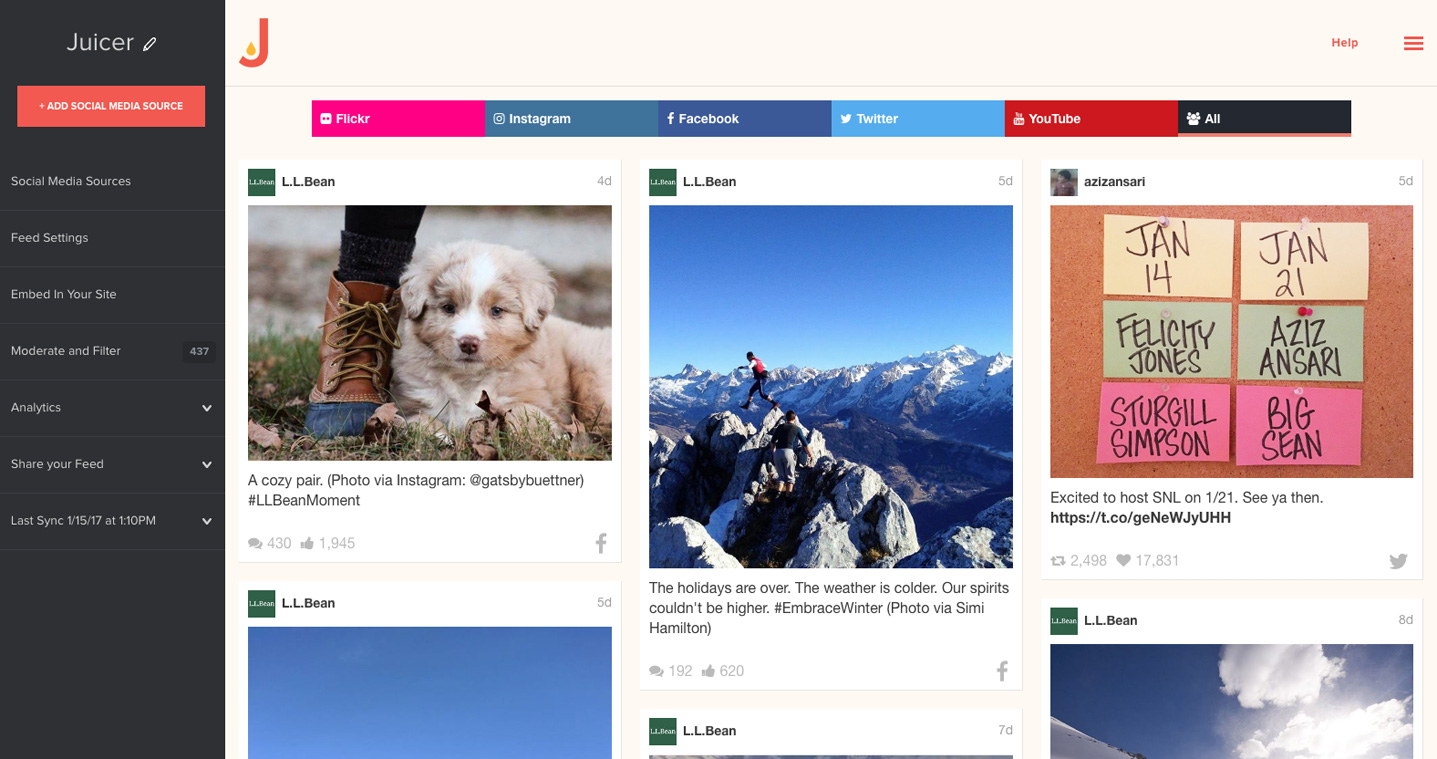 Juicer
+ ADD SOCIAL MEDIA SOURCE
Social Media Sources
Feed Settings
Embed In Your Site
Moderate and Filter 437
Analytics
Share your Feed
Last Sync 1/15/17 at 1:10PM
J
Help
Flickr Instagram Facebook Twitter YouTube All
L.L.Bean L.L.Bean 4d
A cozy pair. (Photo via Instagram: @gatsbybuettner)
#LLBeanMoment
430 1,945
L.L.Bean L.L.Bean 5d
L.L.Bean L.L.Bean 5d
The holidays are over. The weather is colder. Our spirits
couldn't be higher. #EmbraceWinter (Photo via Simi
Hamilton)
192 620
L.L.Bean L.L.Bean 7d
azizansari 5d
JAN JAN
14 21
FELICITY AZIZ
JONES ANSARI
STURGILL BIG
SIMPSON SEAN
Excited to host SNL on 1/21. See ya then.
https://t.co/geNeWJyUHH
2,498 17,831
L.L.Bean L.L.Bean 8d